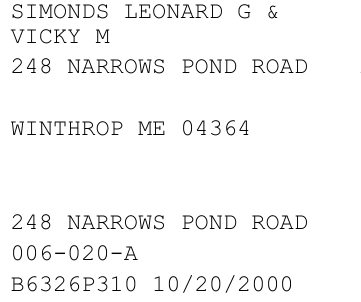 SIMONDS LEONARD G &
VICKY M
248 NARROWS POND ROAD
WINTHROP ME 04364
248 NARROWS POND ROAD
006-020-A
B6326P310 10/20/2000